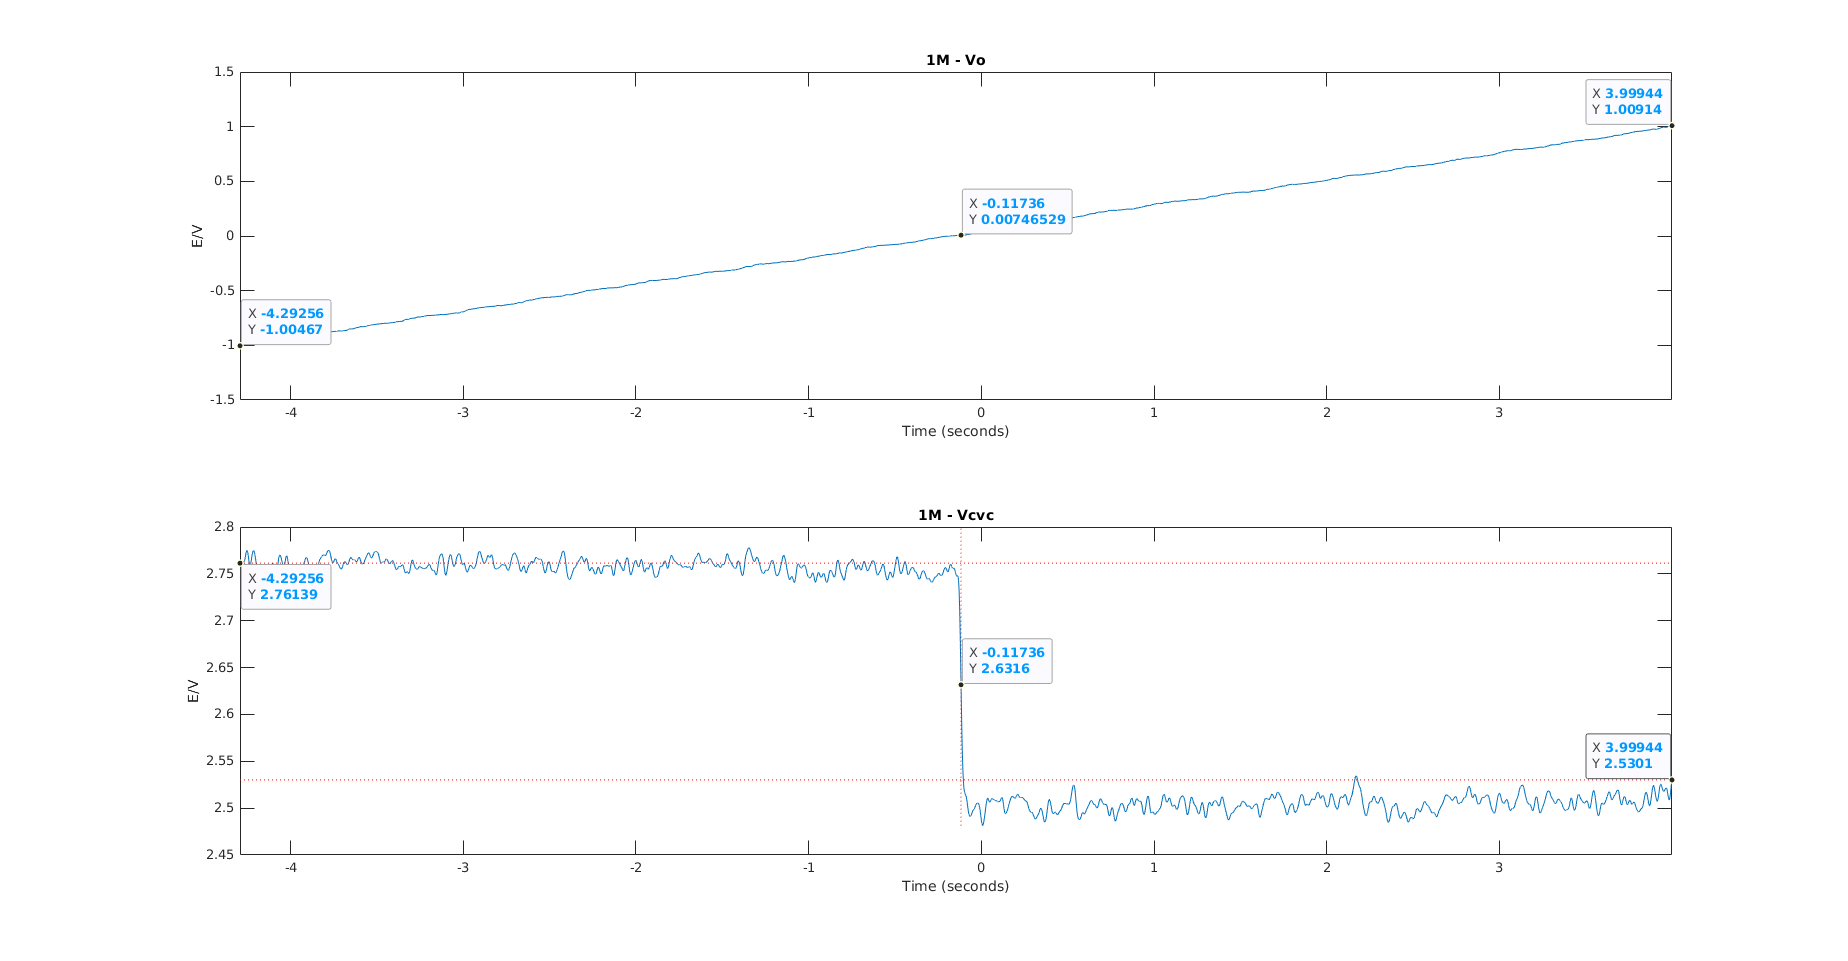 1M - Vo
1.5
1
0.5
0
-0.5
-1
-1.5
E/V
X 3.99944
Y 1.00914
X -0.11736
Y 0.00746529
X -4.29256
Y -1.00467
-4 -3 -2 -1 0 1 2 3
Time (seconds)
1M - Vcvc
2.8
2.75
2.7
2.65
2.6
2.55
2.5
2.45
E/V
X -4.29256
Y 2.76139
X -0.11736
Y 2.6316
X 3.99944
Y 2.5301
-4 -3 -2 -1 0 1 2 3
Time (seconds)